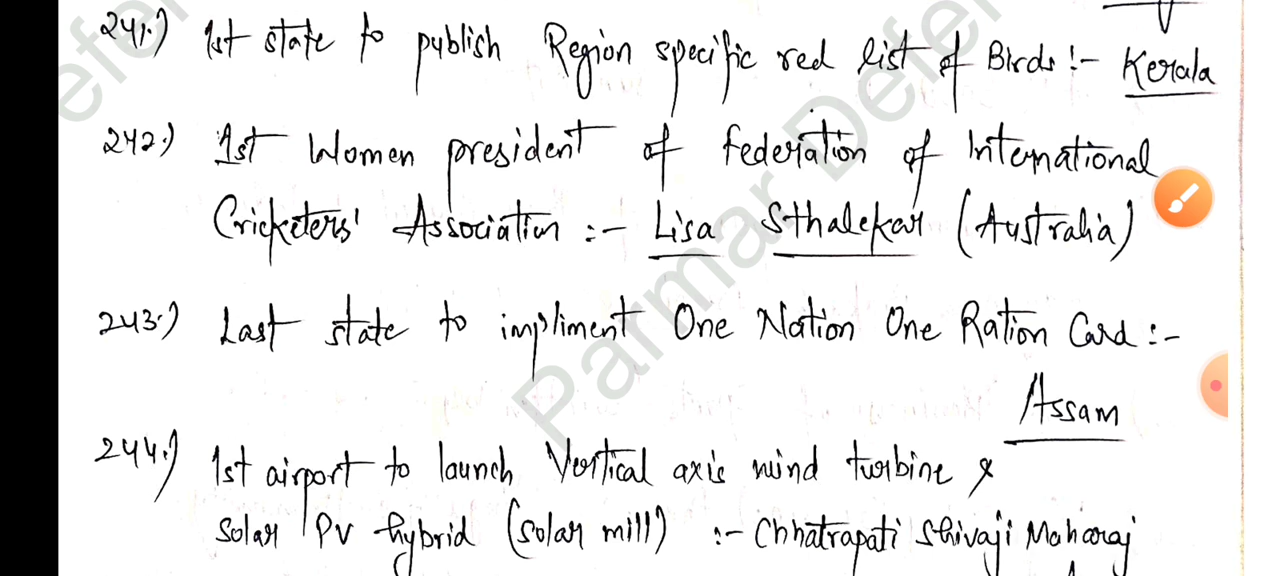 241.) 1st state to publish Region specific red list of Birds :- Kerala
242.) 1st Women president of Federation of International
Cricketers' Association :- Lisa Sthalekar (Australia)
243.) Last state to impliment One Nation One Ration Card :-
Assam
244.) 1st airport to launch Vertical axis wind turbine &
Solar PV hybrid (Solar mill) :- Chhatrapati Shivaji Maharaj
Parmar Defen